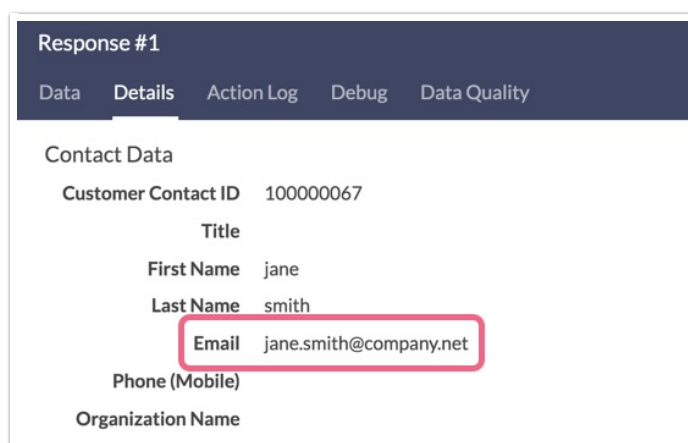 Response #1
Data Details Action Log Debug Data Quality
Contact Data
Customer Contact ID 100000067
Title
First Name jane
Last Name smith
Email jane.smith@company.net
Phone (Mobile)
Organization Name